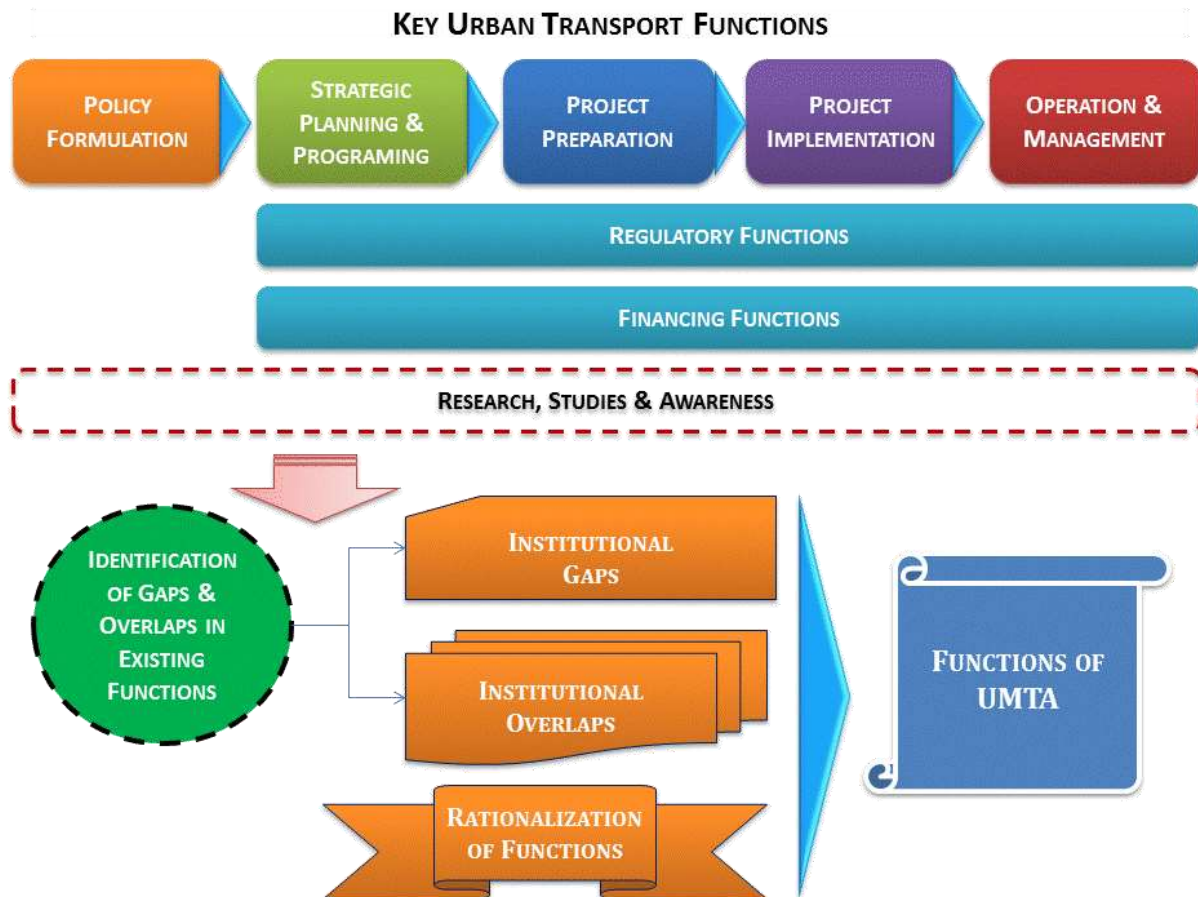 KEY URBAN TRANSPORT FUNCTIONS
POLICY
FORMULATION
STRATEGIC
PLANNING &
PROGRAMING
PROJECT
PREPARATION
PROJECT
IMPLEMENTATION
OPERATION &
MANAGEMENT
REGULATORY FUNCTIONS
FINANCING FUNCTIONS
RESEARCH, STUDIES & AWARENESS
IDENTIFICATION
OF GAPS &
OVERLAPS IN
EXISTING
FUNCTIONS
INSTITUTIONAL
GAPS
INSTITUTIONAL
OVERLAPS
RATIONALIZATION
OF FUNCTIONS
FUNCTIONS OF
UMTA